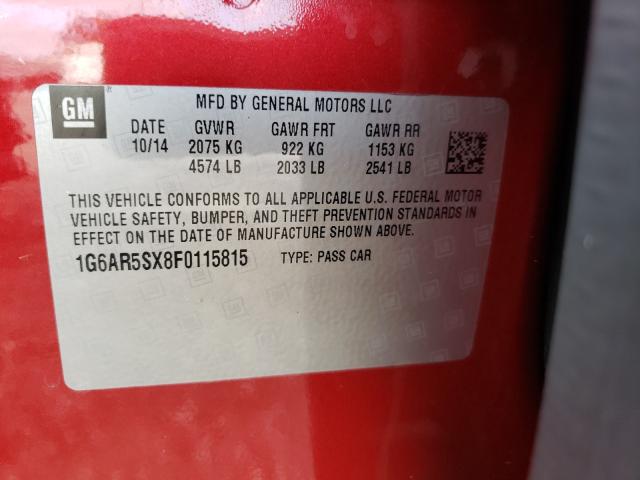 GM
MFD BY GENERAL MOTORS LLC
DATE GVWR GAWR FRT GAWR RR
10/14 2075 KG 922 KG 1153 KG
4574 LB 2033 LB 2541 LB
THIS VEHICLE CONFORMS TO ALL APPLICABLE U.S. FEDERAL MOTOR
VEHICLE SAFETY, BUMPER, AND THEFT PREVENTION STANDARDS IN
EFFECT ON THE DATE OF MANUFACTURE SHOWN ABOVE.
1G6AR5SX8F0115815 TYPE: PASS CAR